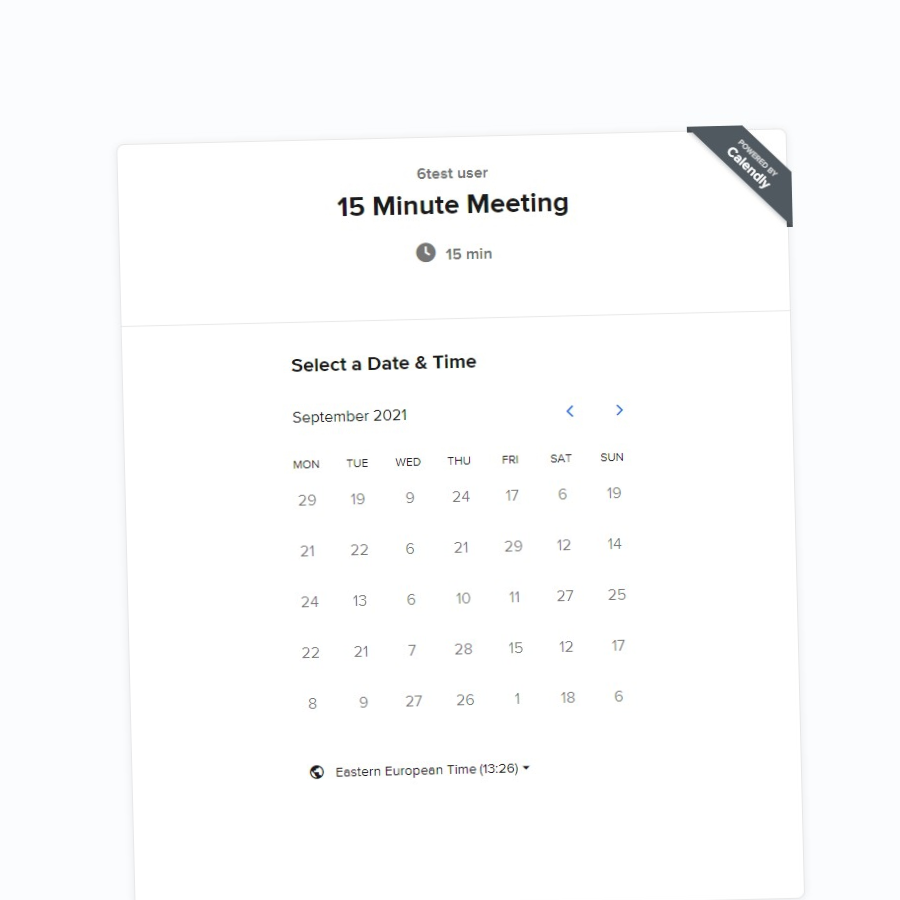 POWERED BY
Calendly
6test user
15 Minute Meeting
15 min
Select a Date & Time
September 2021
MON TUE WED THU FRI SAT SUN
29 19 9 24 17 6 19
21 22 6 21 29 12 14
24 13 6 10 11 27 25
22 21 7 28 15 12 17
8 9 27 26 1 18 6
Eastern European Time (13:26)